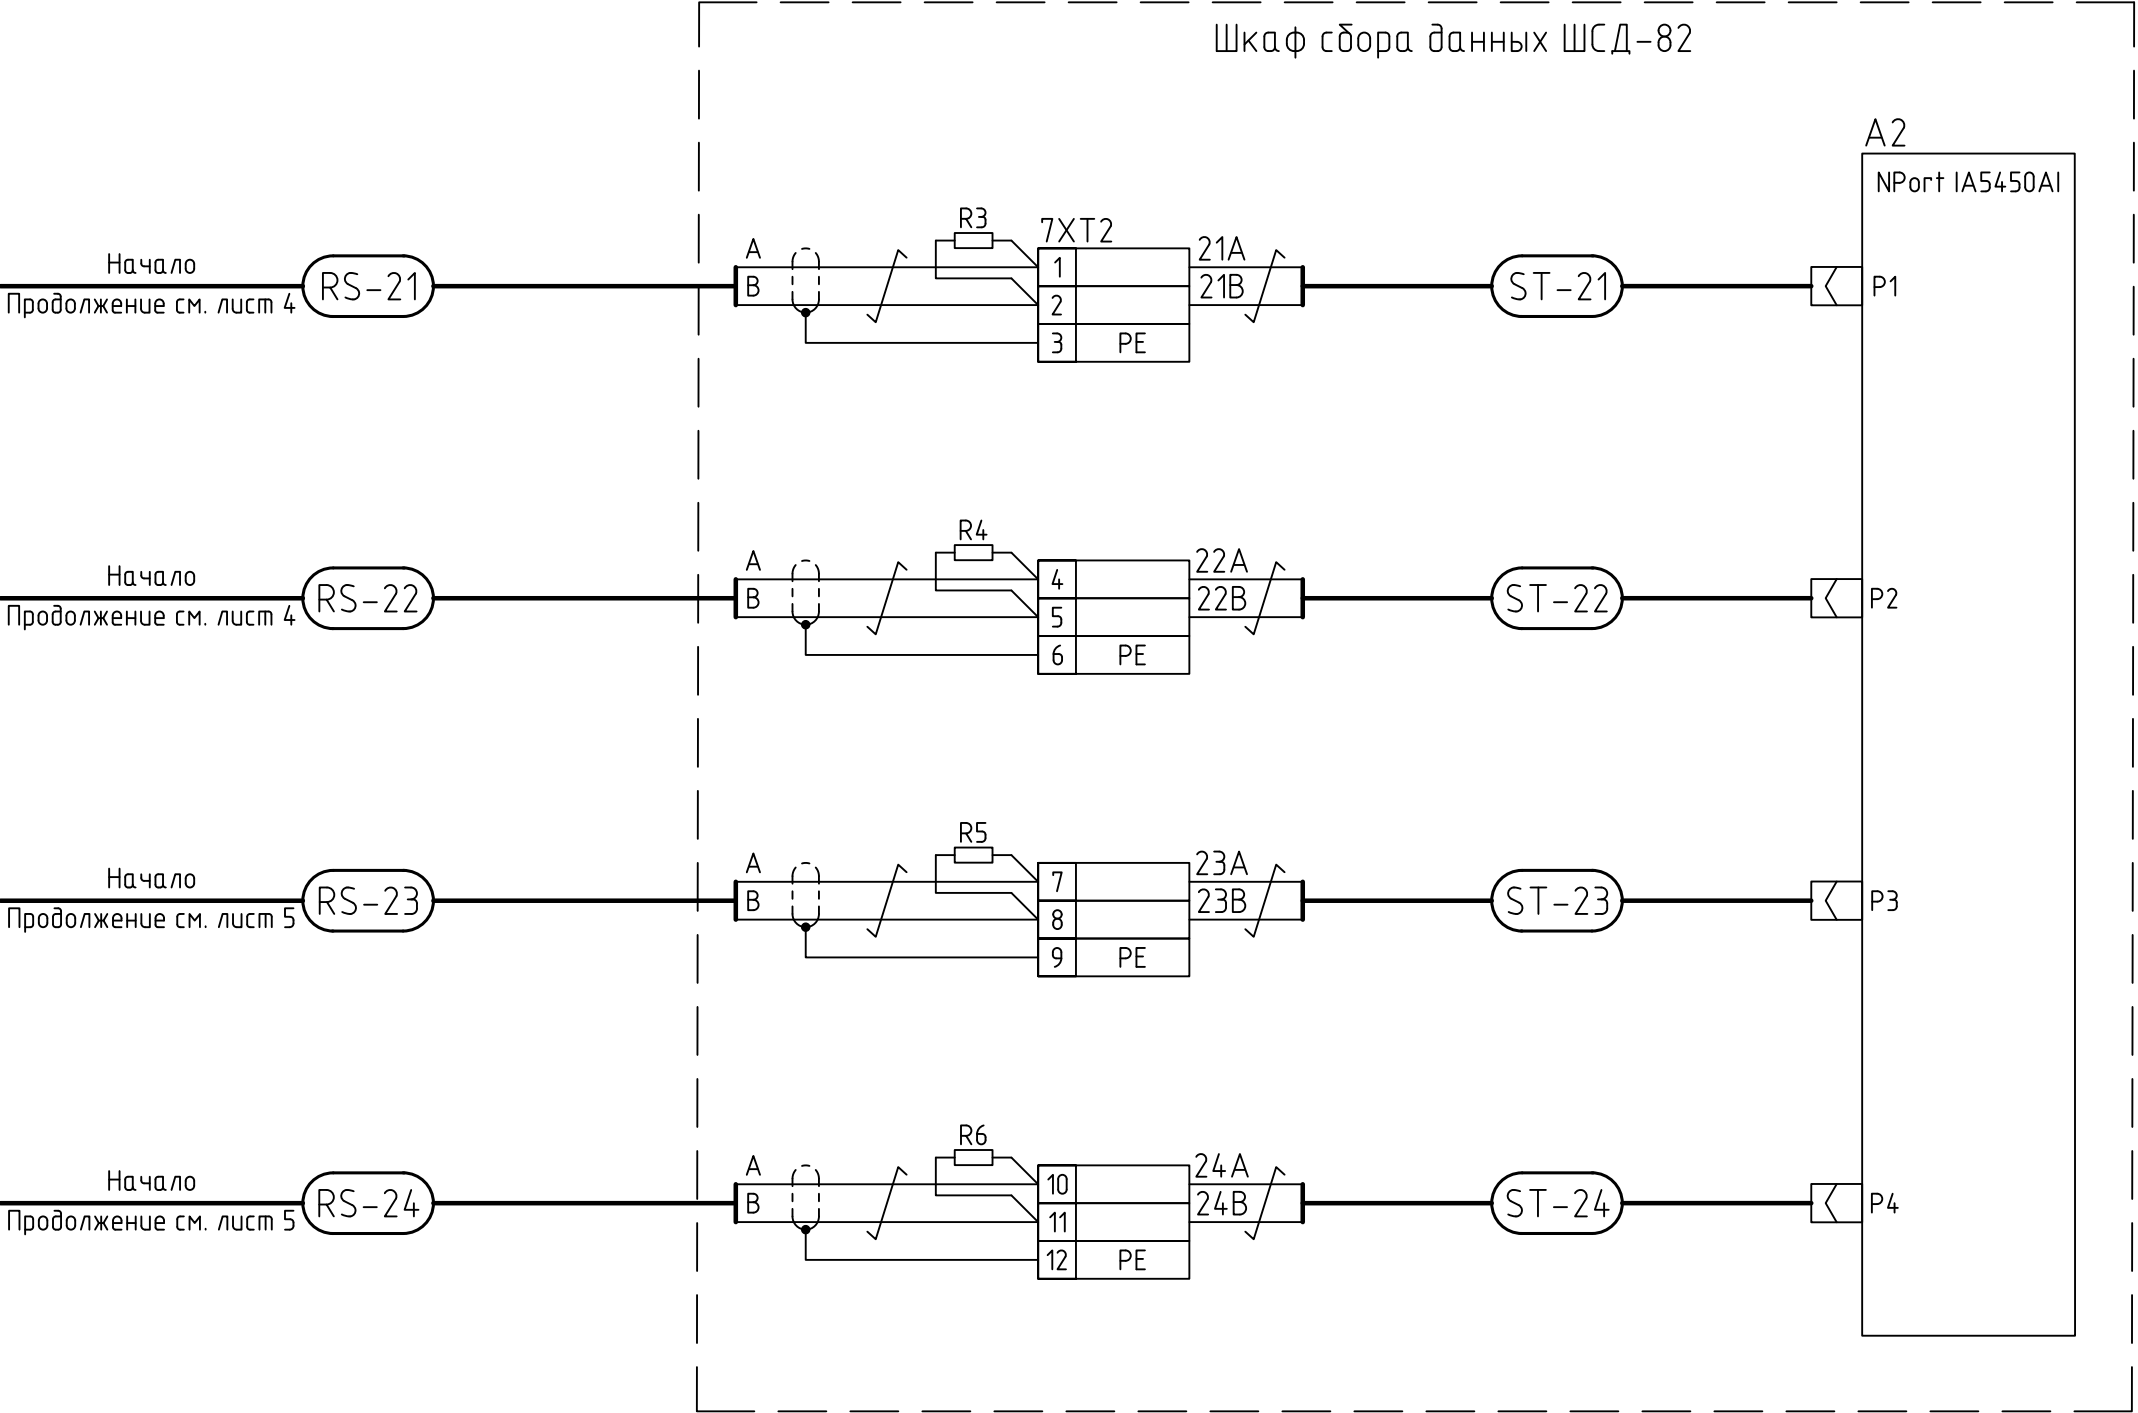 Шкаф сбора данных ШСД-82
A2
NPort IA5450AI
Начало
Продолжение см. лист 4
RS-21
A
B
R3
7XT2
1
2
3
PE
21A
21B
ST-21
P1
Начало
Продолжение см. лист 4
RS-22
A
B
R4
4
5
6
PE
22A
22B
ST-22
P2
Начало
Продолжение см. лист 5
RS-23
A
B
R5
7
8
9
PE
23A
23B
ST-23
P3
Начало
Продолжение см. лист 5
RS-24
A
B
R6
10
11
12
PE
24A
24B
ST-24
P4